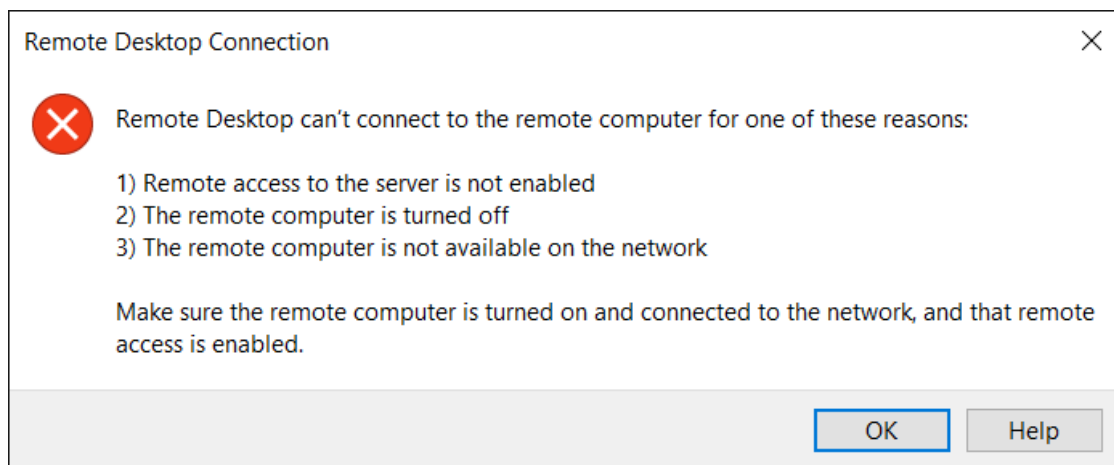 Remote Desktop Connection
Remote Desktop can't connect to the remote computer for one of these reasons:
1) Remote access to the server is not enabled
2) The remote computer is turned off
3) The remote computer is not available on the network
Make sure the remote computer is turned on and connected to the network, and that remote
access is enabled.
OK
Help